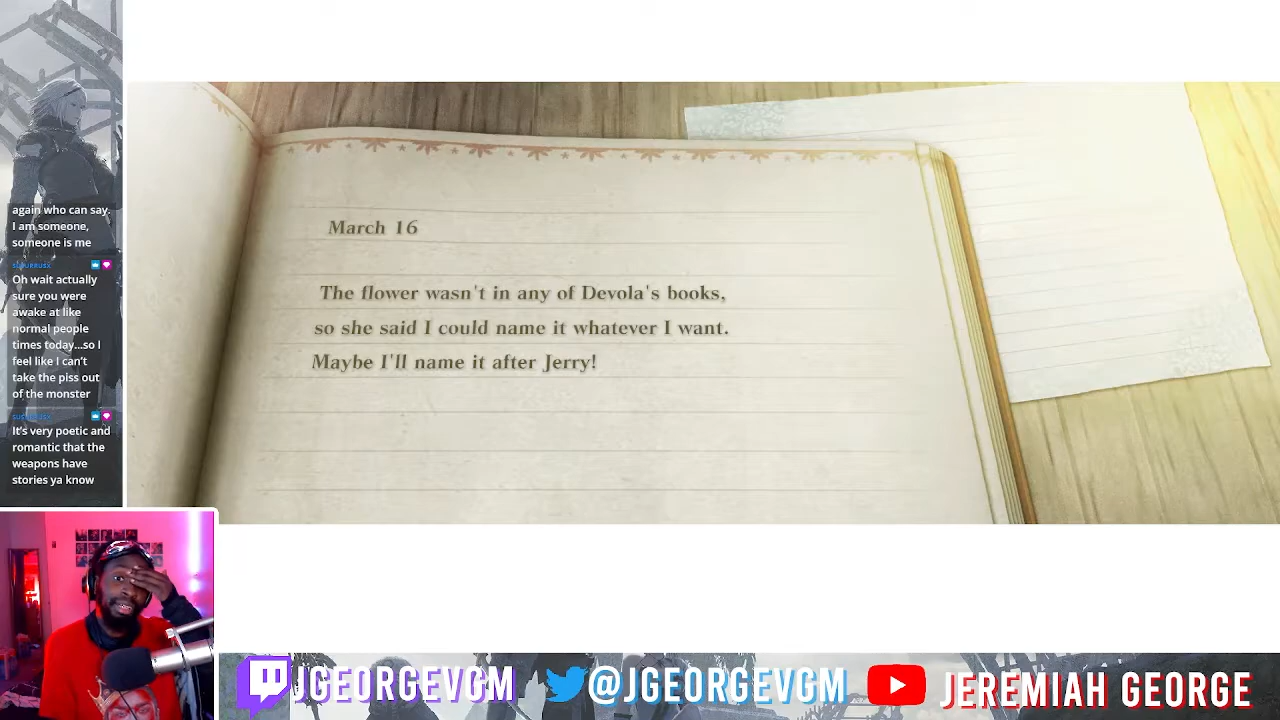 again who can say.
I am someone,
someone is me
Oh wait actually
sure you were
awake at like
normal people
times today...so I
feel like I can't
take the piss out
of the monster
It's very poetic and
romantic that the
weapons have
stories ya know
March 16
The flower wasn't in any of Devola's books,
so she said I could name it whatever I want.
Maybe I'll name it after Jerry!
JGEORGEVGM
@JGEORGEVGM
JEREMIAH GEORGE